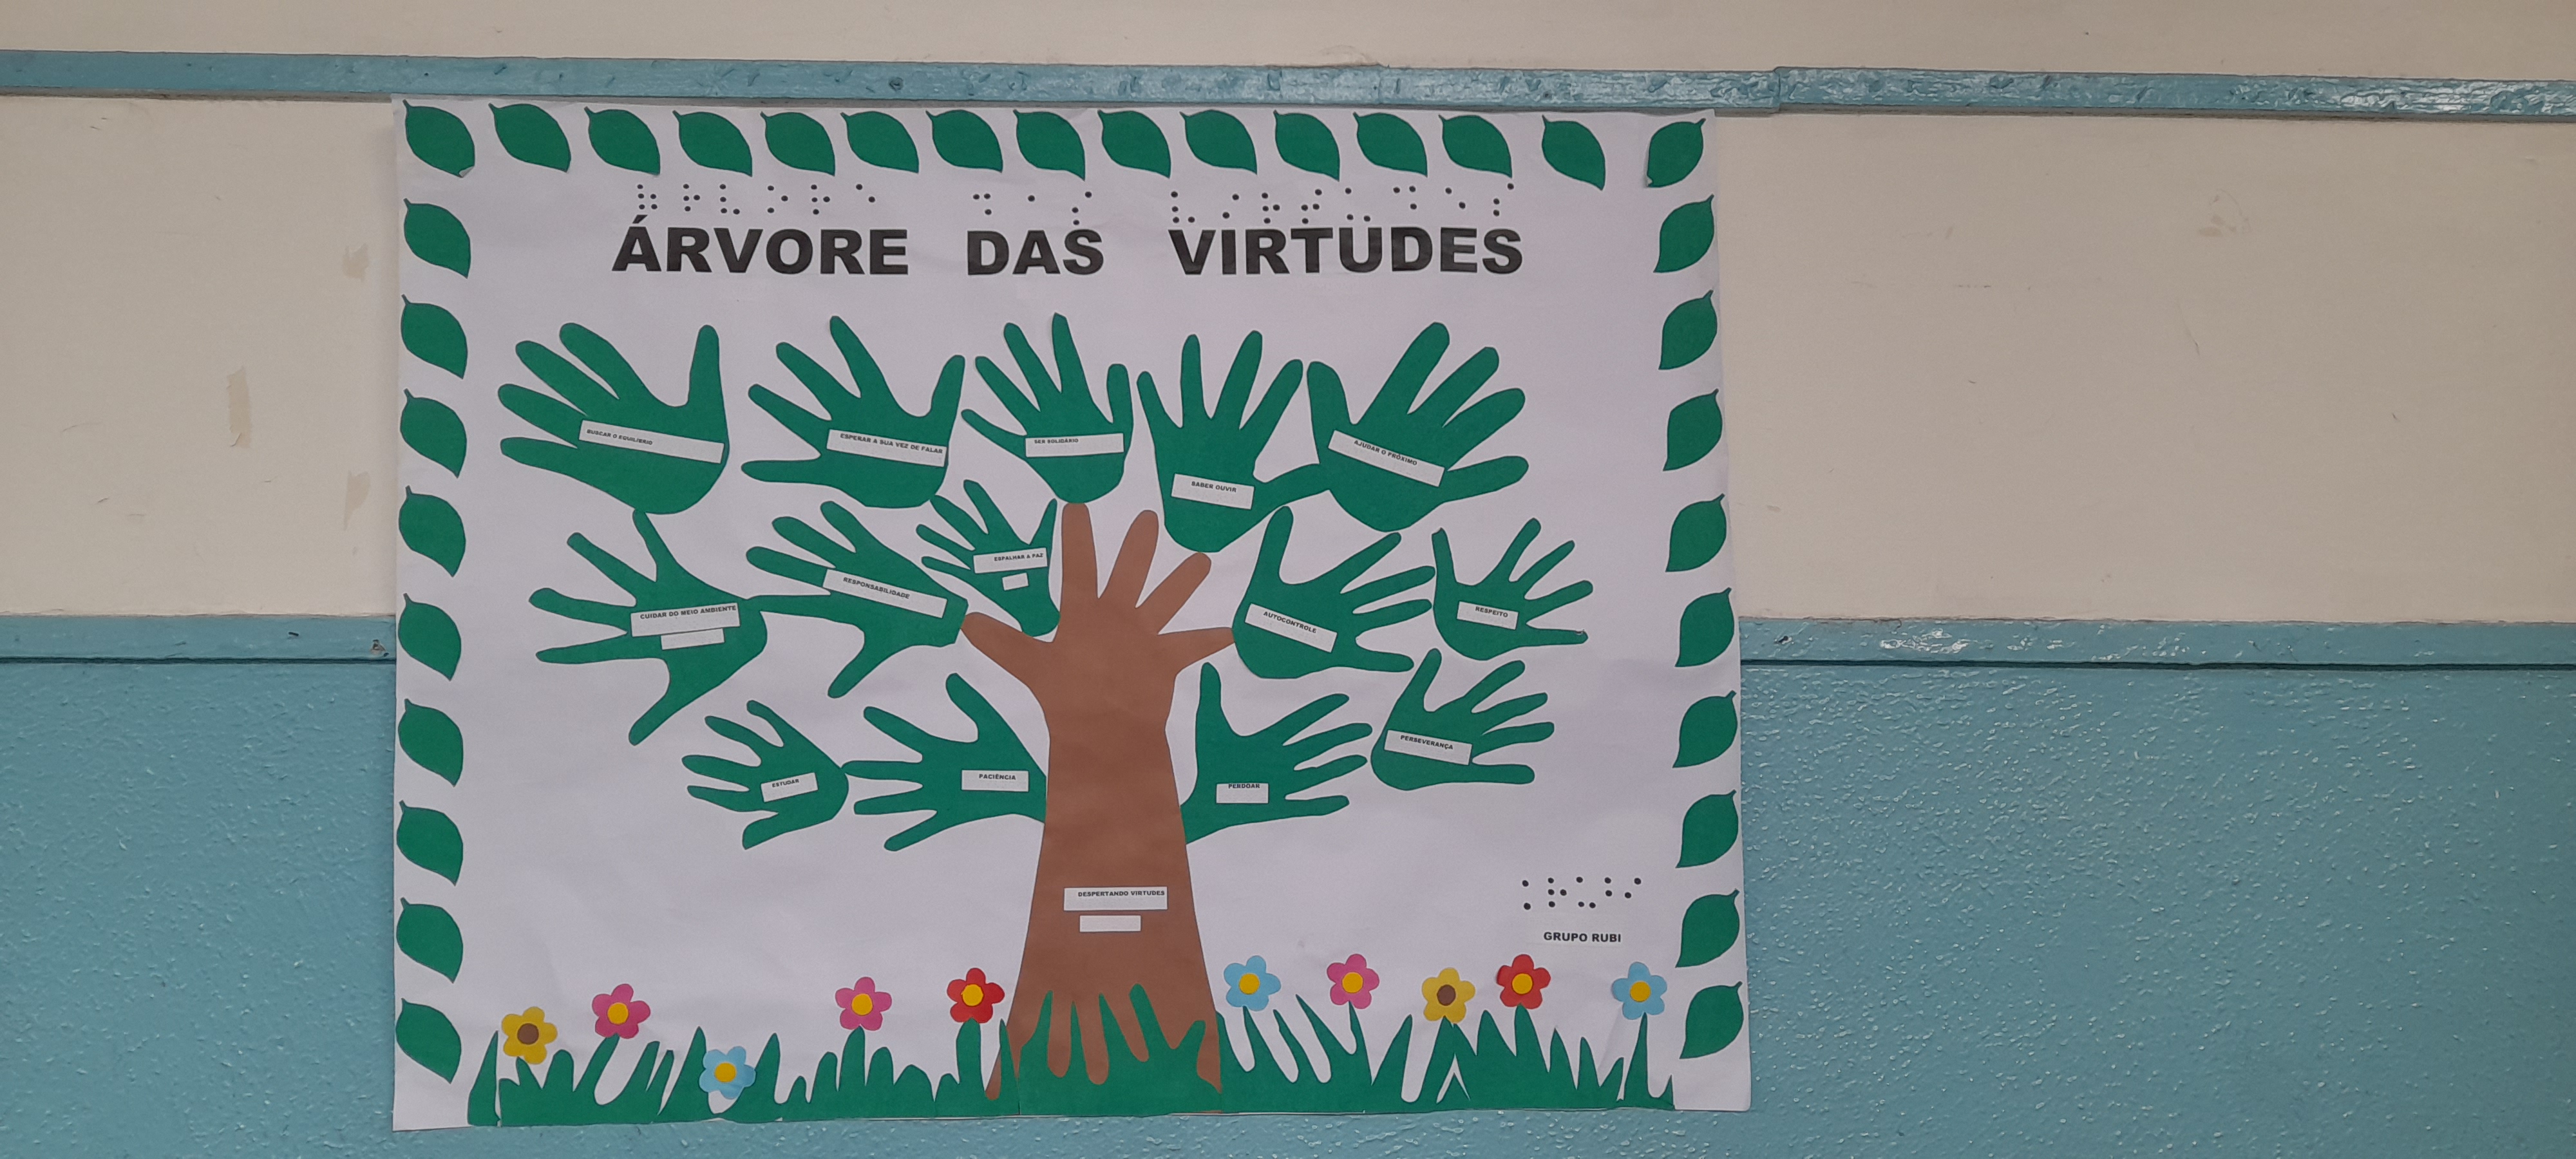 ⠷⠗⠧⠕⠗⠑ ⠙⠁⠎ ⠧⠊⠗⠞⠥⠙⠑⠎
ÁRVORE DAS VIRTUDES
BUSCAR O EQUILÍBRIO
ESPERAR A SUA VEZ DE FALAR
SER SOLIDÁRIO
SABER OUVIR
AJUDAR O PRÓXIMO
CUIDAR DO MEIO AMBIENTE
RESPONSABILIDADE
ESPALHAR A PAZ
AUTOCONTROLE
RESPEITO
ESTUDAR
PACIÊNCIA
PERDOAR
PERSEVERANÇA
DESPERTANDO VIRTUDES
⠨⠗⠥⠃⠊
GRUPO RUBI